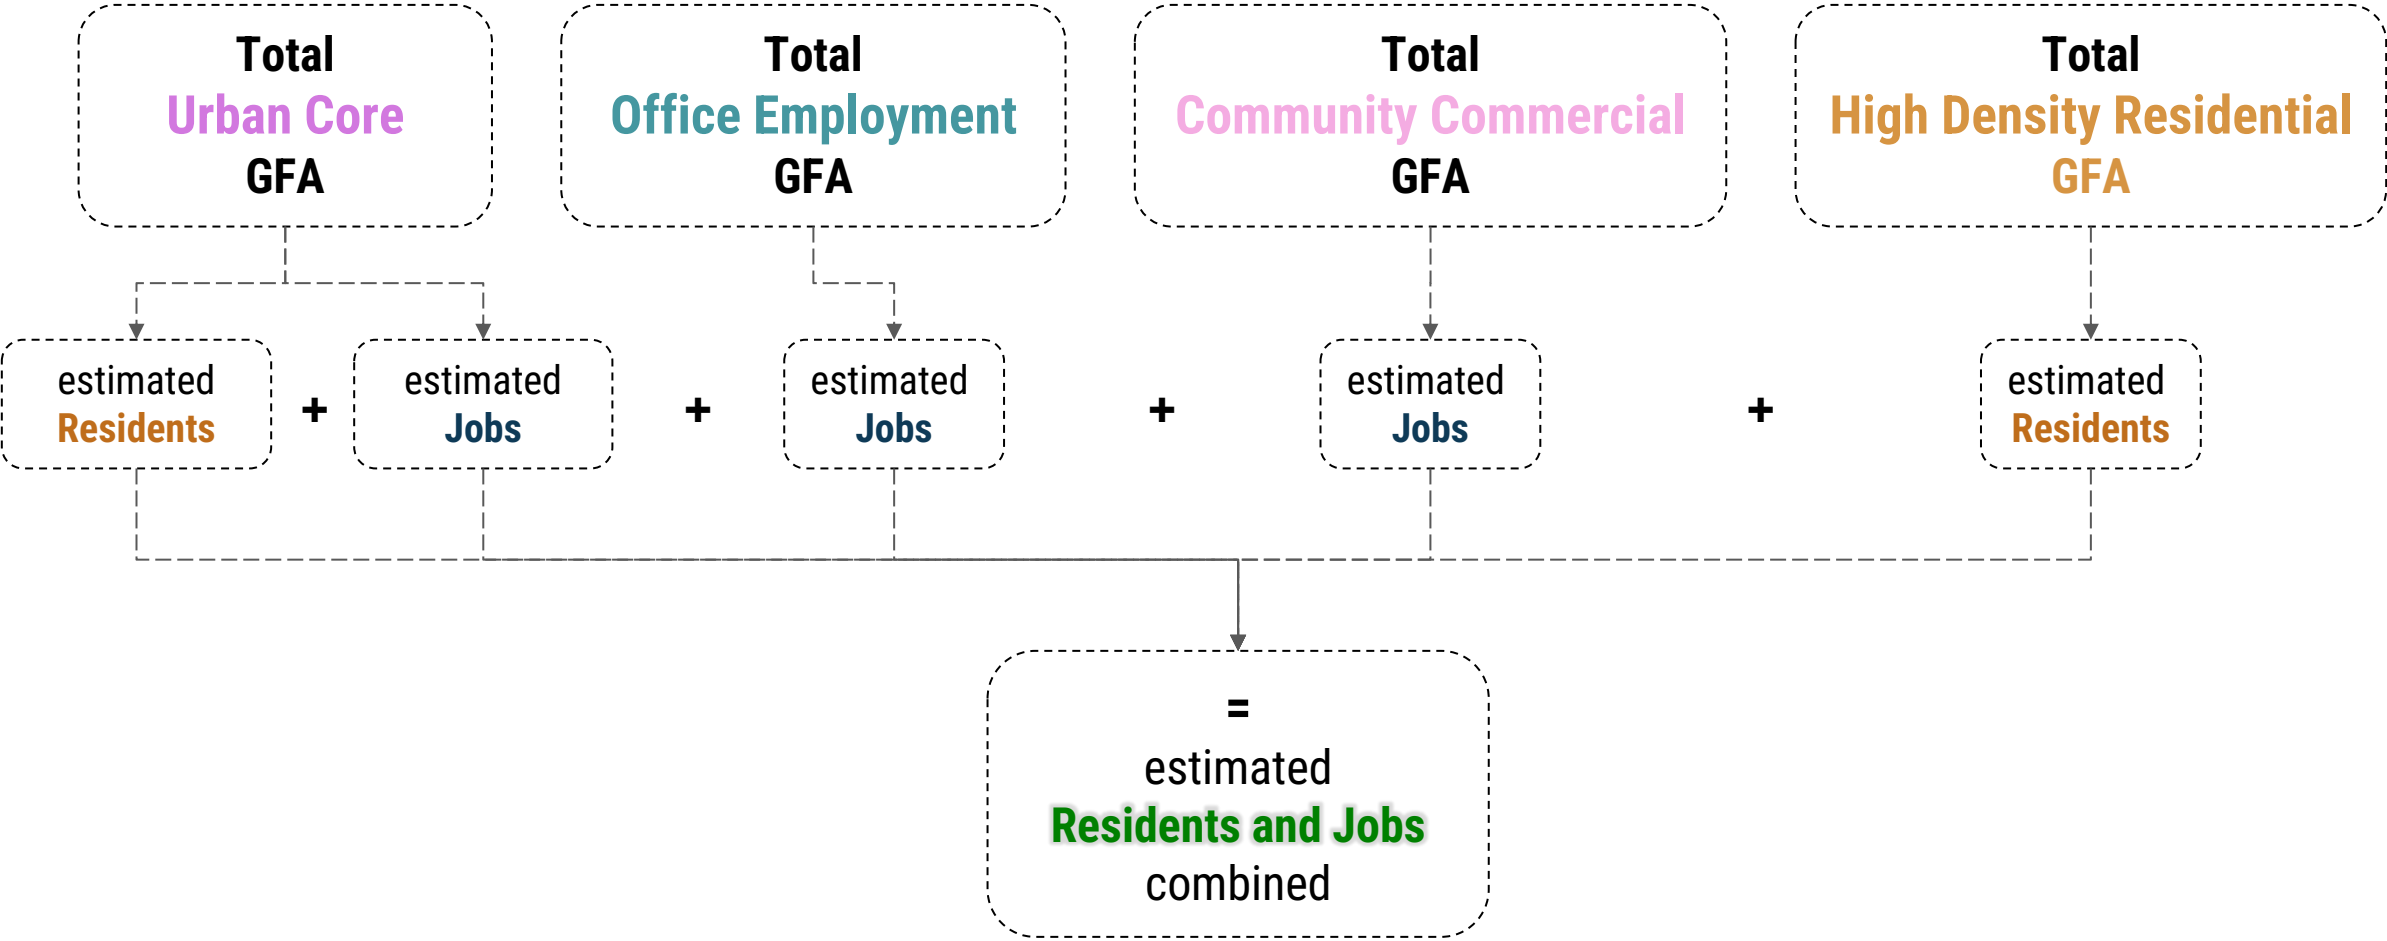 Total
Urban Core
GFA
Total
Office Employment
GFA
Total
Community Commercial
GFA
Total
High Density Residential
GFA
estimated
Residents
+
estimated
Jobs
+
estimated
Jobs
+
estimated
Jobs
+
estimated
Residents
=
estimated
Residents and Jobs
combined